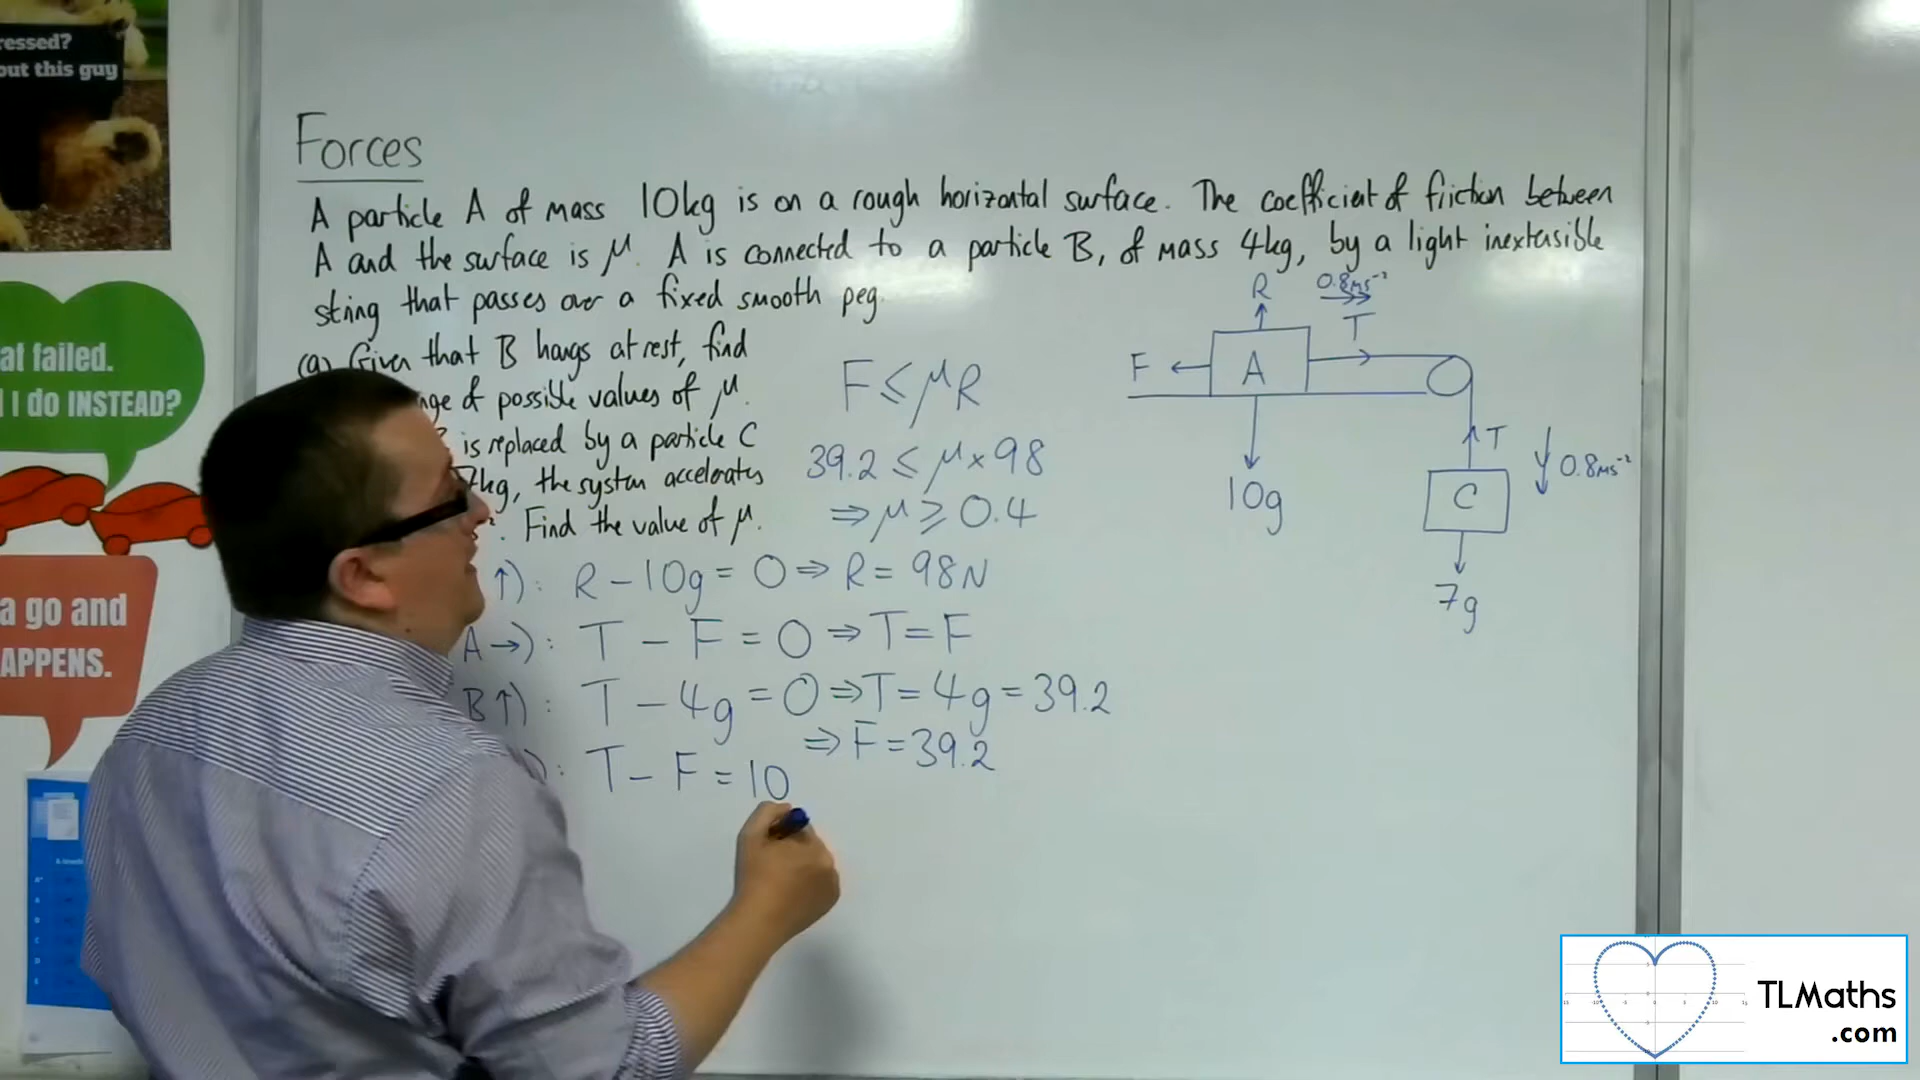 ressed?
out this guy
at failed.
I do INSTEAD?
a go and
APPENS.
Forces
A particle A of mass 10kg is on a rough horizontal surface. The coefficient of friction between
A and the surface is μ. A is connected to a particle B, of mass 4kg, by a light inextensible
string that passes over a fixed smooth peg.
(a) Given that B hangs at rest, find
nge of possible values of μ.
is replaced by a particle C
7kg, the system accelerates
Find the value of μ.
F ≤ μR
39.2 ≤ μ × 98
⇒ μ ≥ 0.4
↑): R - 10g = 0 ⇒ R = 98N
A →): T - F = 0 ⇒ T = F
B ↑): T - 4g = 0 ⇒ T = 4g = 39.2
⇒ F = 39.2
): T - F = 10
R
0.8ms⁻²
T
F
A
10g
T
0.8ms⁻²
C
7g
TLMaths
.com